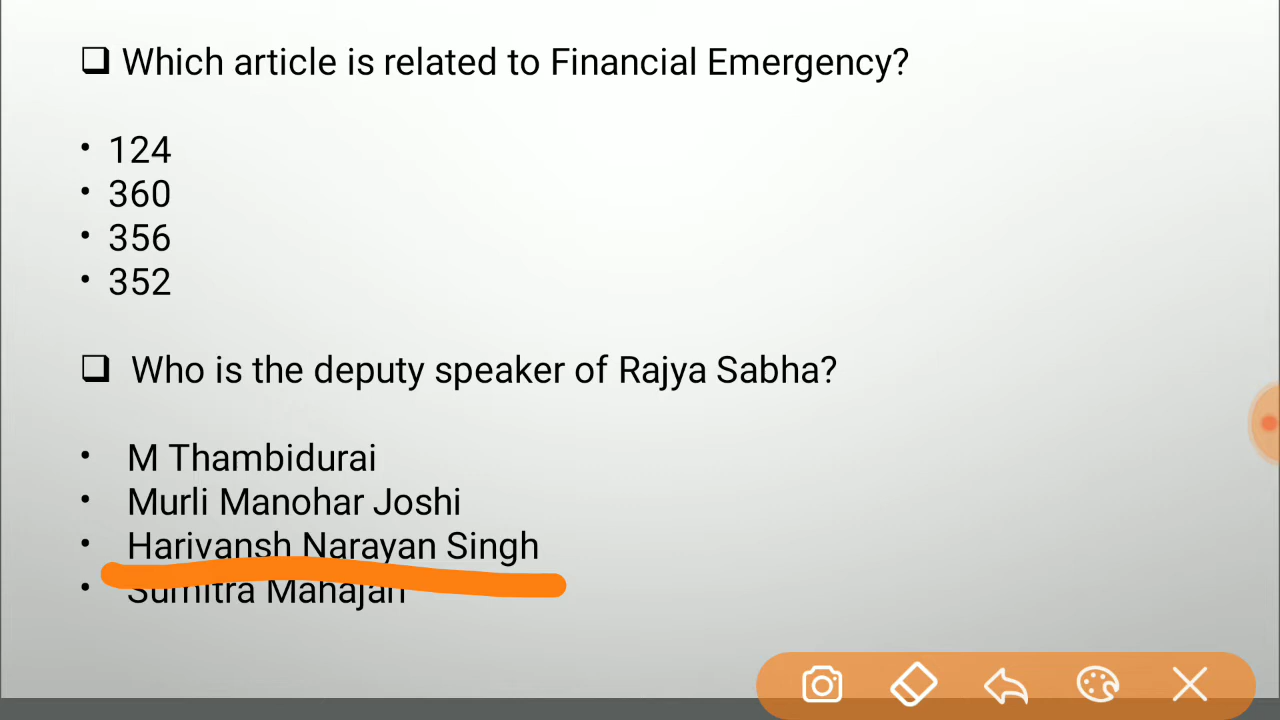 ❑ Which article is related to Financial Emergency?
• 124
• 360
• 356
• 352
❑ Who is the deputy speaker of Rajya Sabha?
• M Thambidurai
• Murli Manohar Joshi
• Harivansh Narayan Singh
• Sumitra Mahajan